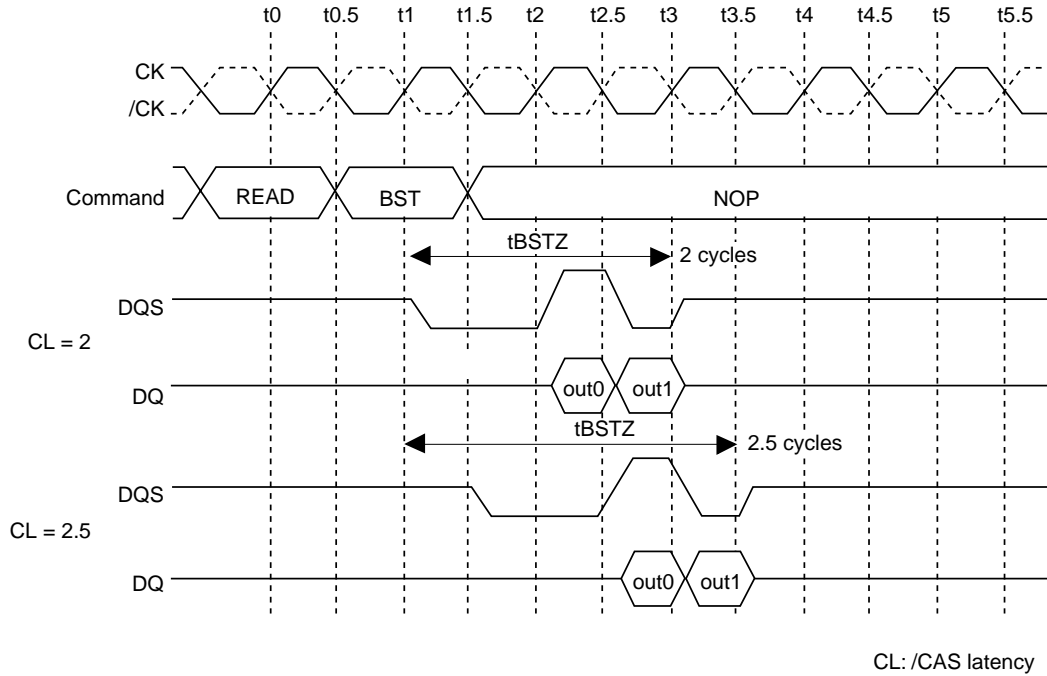 t0 t0.5 t1 t1.5 t2 t2.5 t3 t3.5 t4 t4.5 t5 t5.5
CK
/CK
Command READ BST NOP
tBSTZ 2 cycles
DQS
CL = 2
DQ out0 out1
tBSTZ 2.5 cycles
DQS
CL = 2.5
DQ out0 out1
CL: /CAS latency